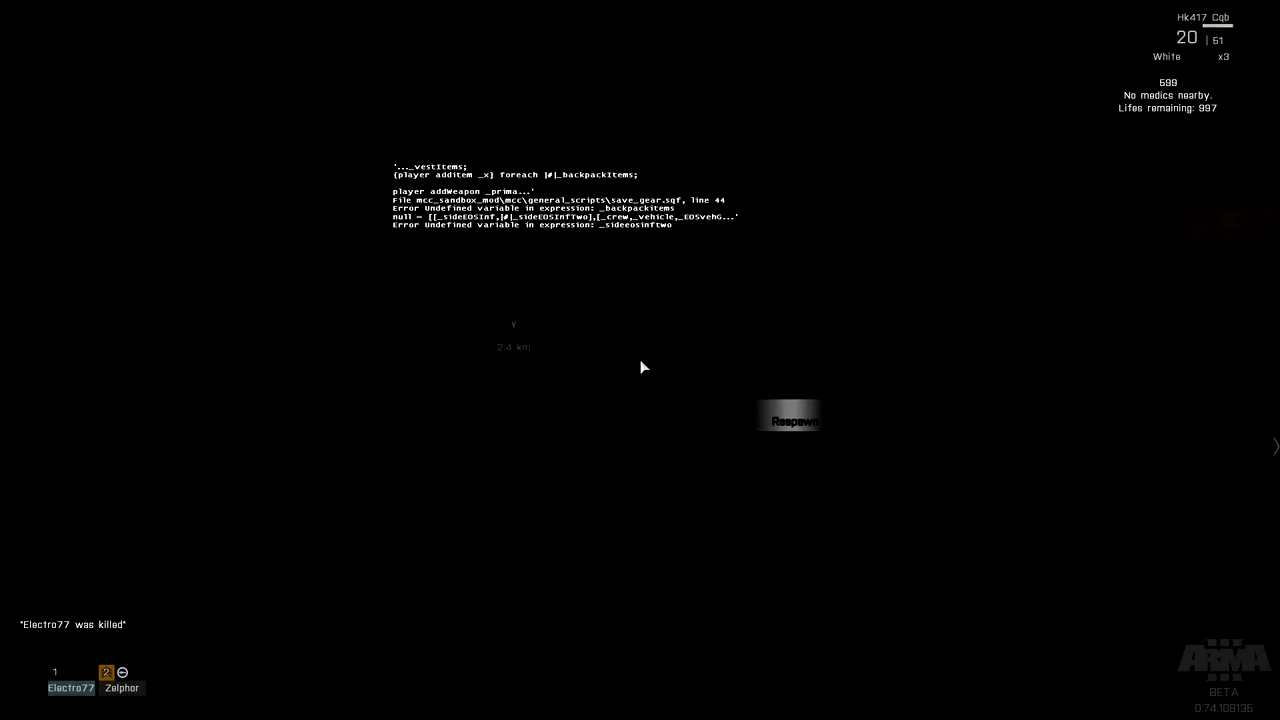 Hk417 Cqb
20 | 51
White x3
599
No medics nearby.
Lifes remaining: 997
'..._vestItems;
{player additem _x} foreach |#|_backpackItems;
player addWeapon _prima...'
File mcc_sandbox_mod\mcc\general_scripts\save_gear.sqf, line 44
Error Undefined variable in expression: _backpackitems
null = [[_sideEOSInf,|#|_sideEOSInfTwo],[_crew,_vehicle,_EOSvehG...'
Error Undefined variable in expression: _sideeosinftwo
2.4 km
Respawn
"Electro77 was killed"
1 2
Electro77 Zelphor
ARMA III
BETA
0.74.108135